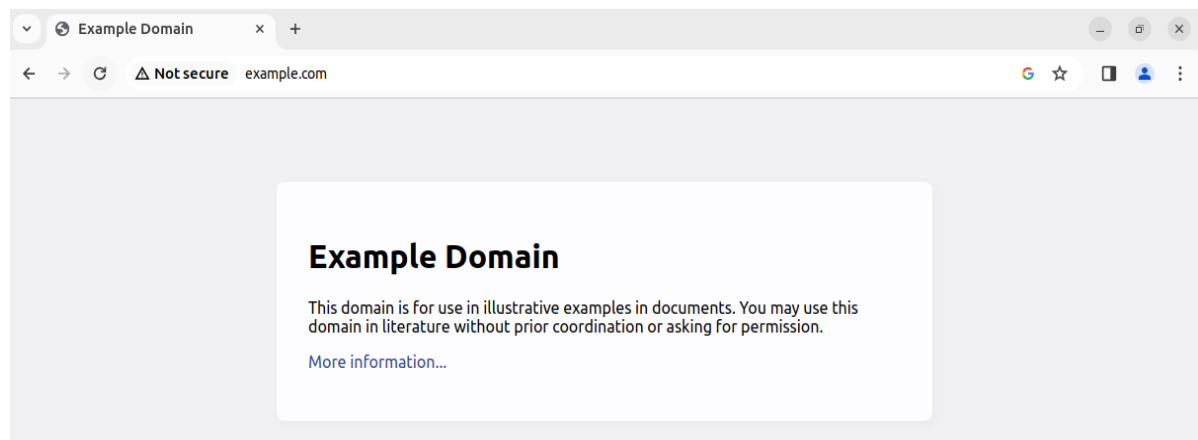 Example Domain
Not secure example.com
Example Domain
This domain is for use in illustrative examples in documents. You may use this
domain in literature without prior coordination or asking for permission.
More information...